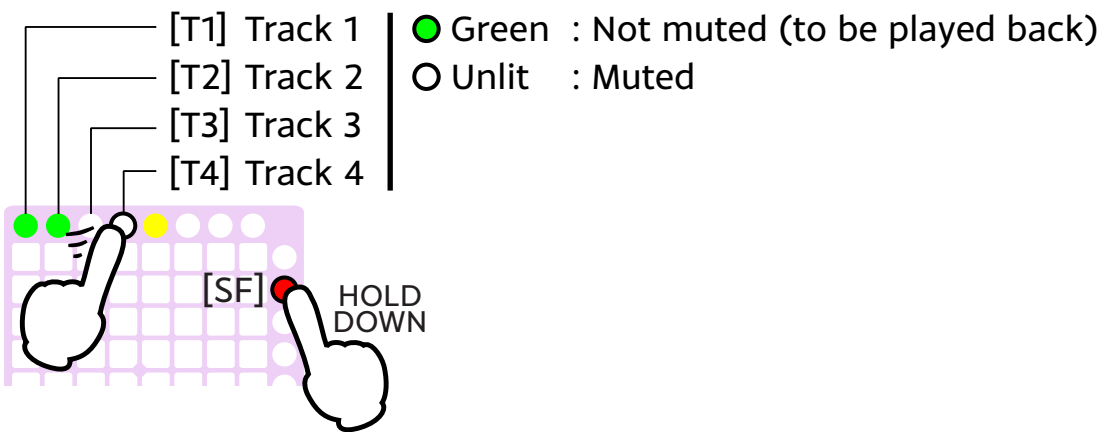 [T1] Track 1 Green : Not muted (to be played back)
[T2] Track 2 Unlit : Muted
[T3] Track 3
[T4] Track 4
[SF] HOLD
DOWN